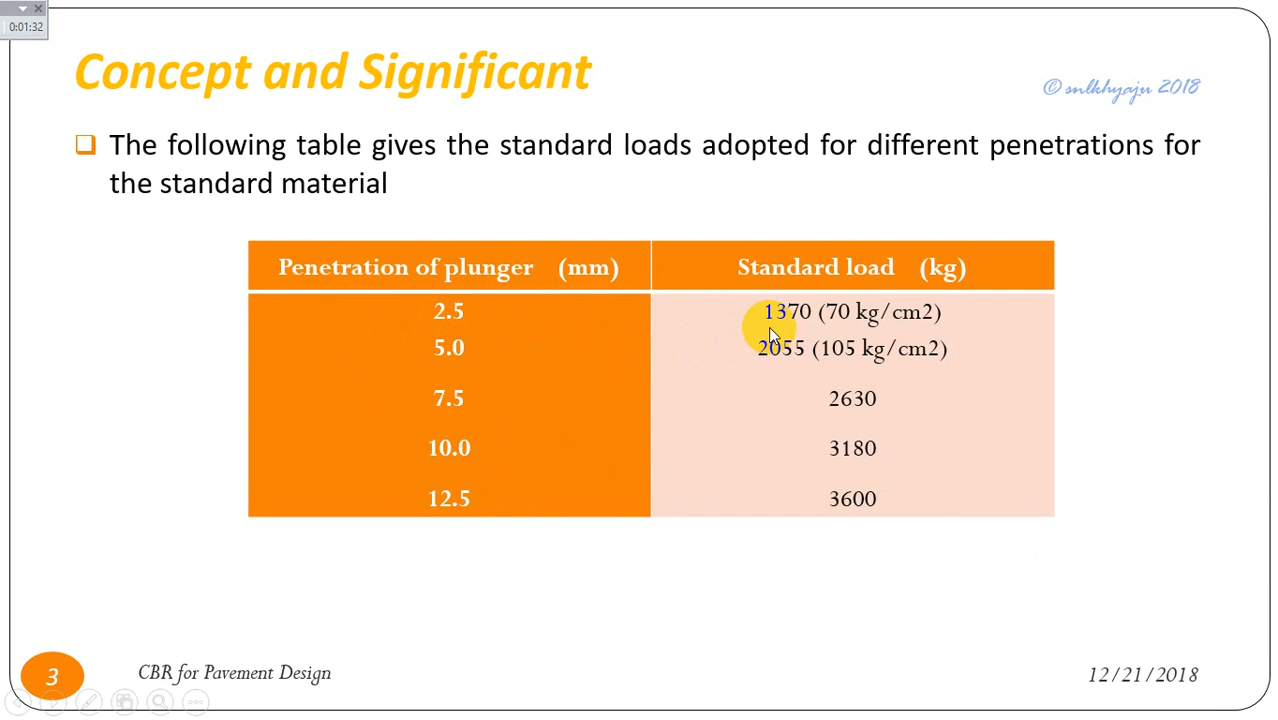 0:01:32
Concept and Significant
© snlkhyaju 2018
❑ The following table gives the standard loads adopted for different penetrations for
the standard material
Penetration of plunger (mm) Standard load (kg)
2.5 1370 (70 kg/cm2)
5.0 2055 (105 kg/cm2)
7.5 2630
10.0 3180
12.5 3600
3 CBR for Pavement Design 12/21/2018